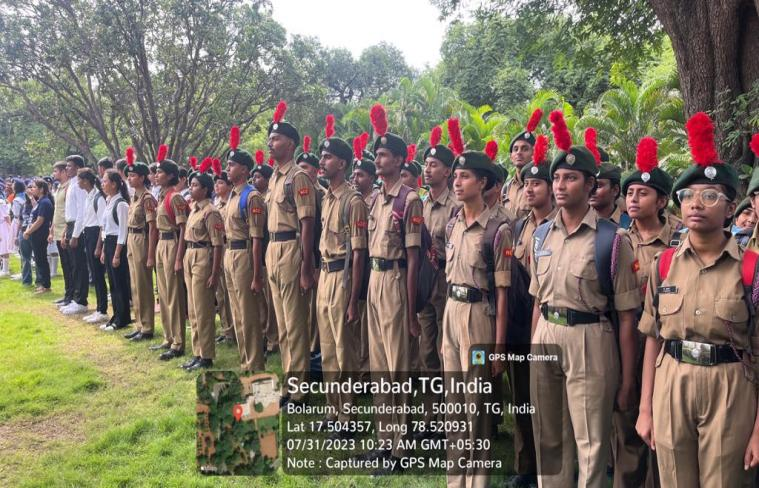 GPS Map Camera
Secunderabad,TG,India
Bolarum, Secunderabad, 500010, TG, India
Lat 17.504357, Long 78.520931
07/31/2023 10:23 AM GMT+05:30
Note : Captured by GPS Map Camera